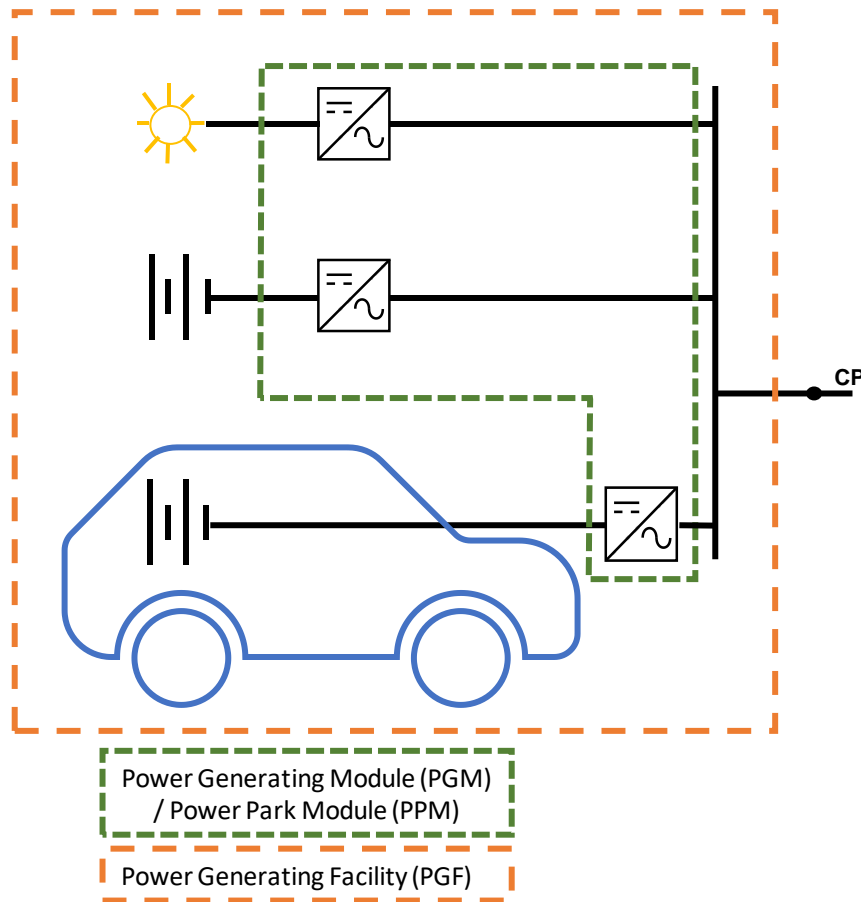 CP
Power Generating Module (PGM)
/ Power Park Module (PPM)
Power Generating Facility (PGF)